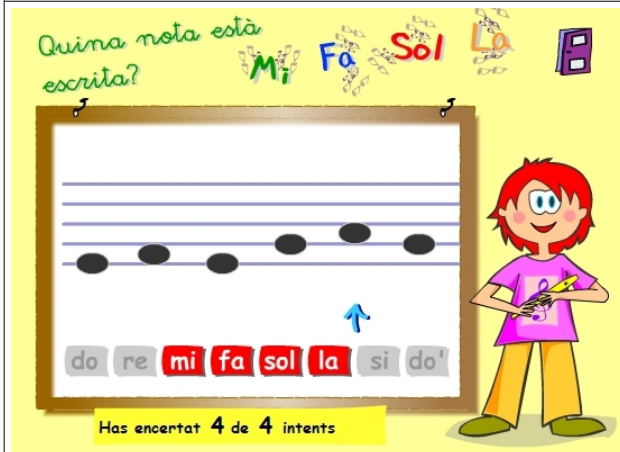 Quina nota està
escrita?
Mi Fa Sol La
do re mi fa sol la si do'
Has encertat 4 de 4 intents